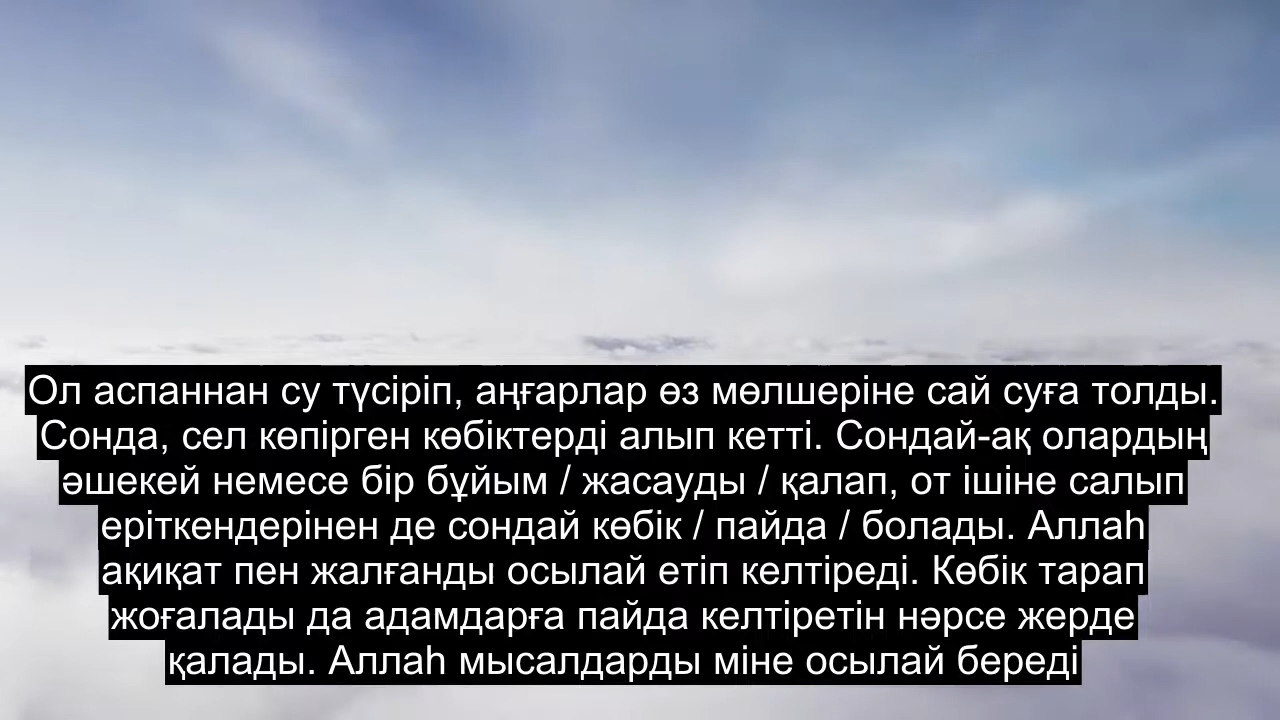 Ол аспаннан су түсіріп, аңғарлар өз мөлшеріне сай суға толды.
Сонда, сел көпірген көбіктерді алып кетті. Сондай-ақ олардың
әшекей немесе бір бұйым / жасауды / қалап, от ішіне салып
еріткендерінен де сондай көбік / пайда / болады. Аллаһ
ақиқат пен жалғанды осылай етіп келтіреді. Көбік тарап
жоғалады да адамдарға пайда келтіретін нәрсе жерде
қалады. Аллаһ мысалдарды міне осылай береді